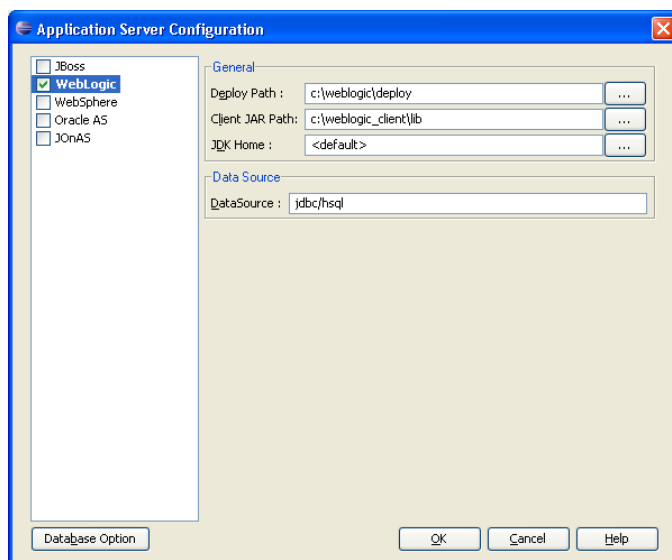 Application Server Configuration
JBoss
WebLogic
WebSphere
Oracle AS
JOnAS
General
Deploy Path : c:\weblogic\deploy ...
Client JAR Path: c:\weblogic_client\lib ...
JDK Home : <default> ...
Data Source
DataSource : jdbc/hsql
Database Option OK Cancel Help